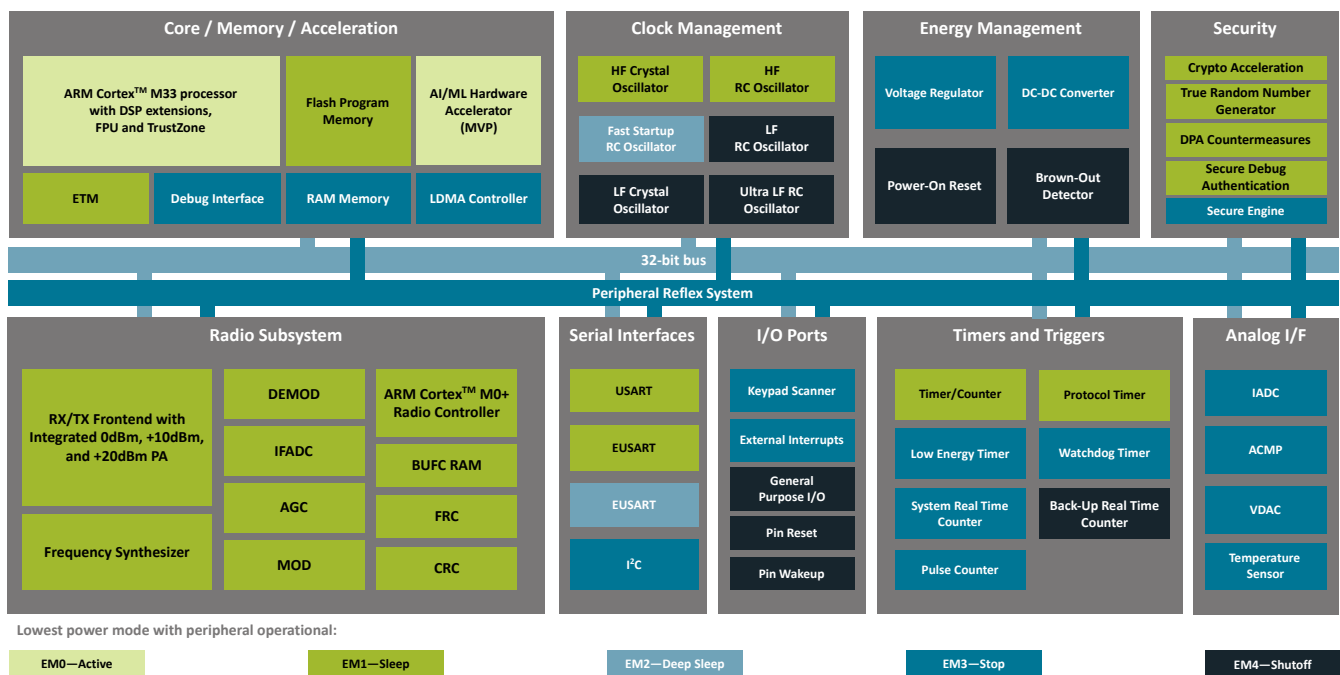 Core / Memory / Acceleration
ARM Cortex™ M33 processor
with DSP extensions,
FPU and TrustZone
Flash Program
Memory
AI/ML Hardware
Accelerator
(MVP)
ETM
Debug Interface
RAM Memory
LDMA Controller
Clock Management
HF Crystal
Oscillator
HF
RC Oscillator
Fast Startup
RC Oscillator
LF
RC Oscillator
LF Crystal
Oscillator
Ultra LF RC
Oscillator
Energy Management
Voltage Regulator
DC-DC Converter
Power-On Reset
Brown-Out
Detector
Security
Crypto Acceleration
True Random Number
Generator
DPA Countermeasures
Secure Debug
Authentication
Secure Engine
32-bit bus
Peripheral Reflex System
Radio Subsystem
RX/TX Frontend with
Integrated 0dBm, +10dBm,
and +20dBm PA
Frequency Synthesizer
DEMOD
IFADC
AGC
MOD
ARM Cortex™ M0+
Radio Controller
BUFC RAM
FRC
CRC
Serial Interfaces
USART
EUSART
EUSART
I²C
I/O Ports
Keypad Scanner
External Interrupts
General
Purpose I/O
Pin Reset
Pin Wakeup
Timers and Triggers
Timer/Counter
Protocol Timer
Low Energy Timer
Watchdog Timer
System Real Time
Counter
Back-Up Real Time
Counter
Pulse Counter
Analog I/F
IADC
ACMP
VDAC
Temperature
Sensor
Lowest power mode with peripheral operational:
EM0—Active
EM1—Sleep
EM2—Deep Sleep
EM3—Stop
EM4—Shutoff